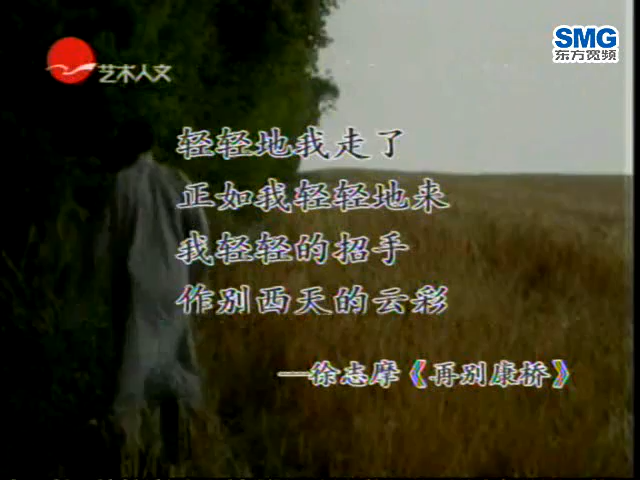 艺术人文
SMG
东方宽频
轻轻地我走了
正如我轻轻地来
我轻轻的招手
作别西天的云彩
—徐志摩《再别康桥》